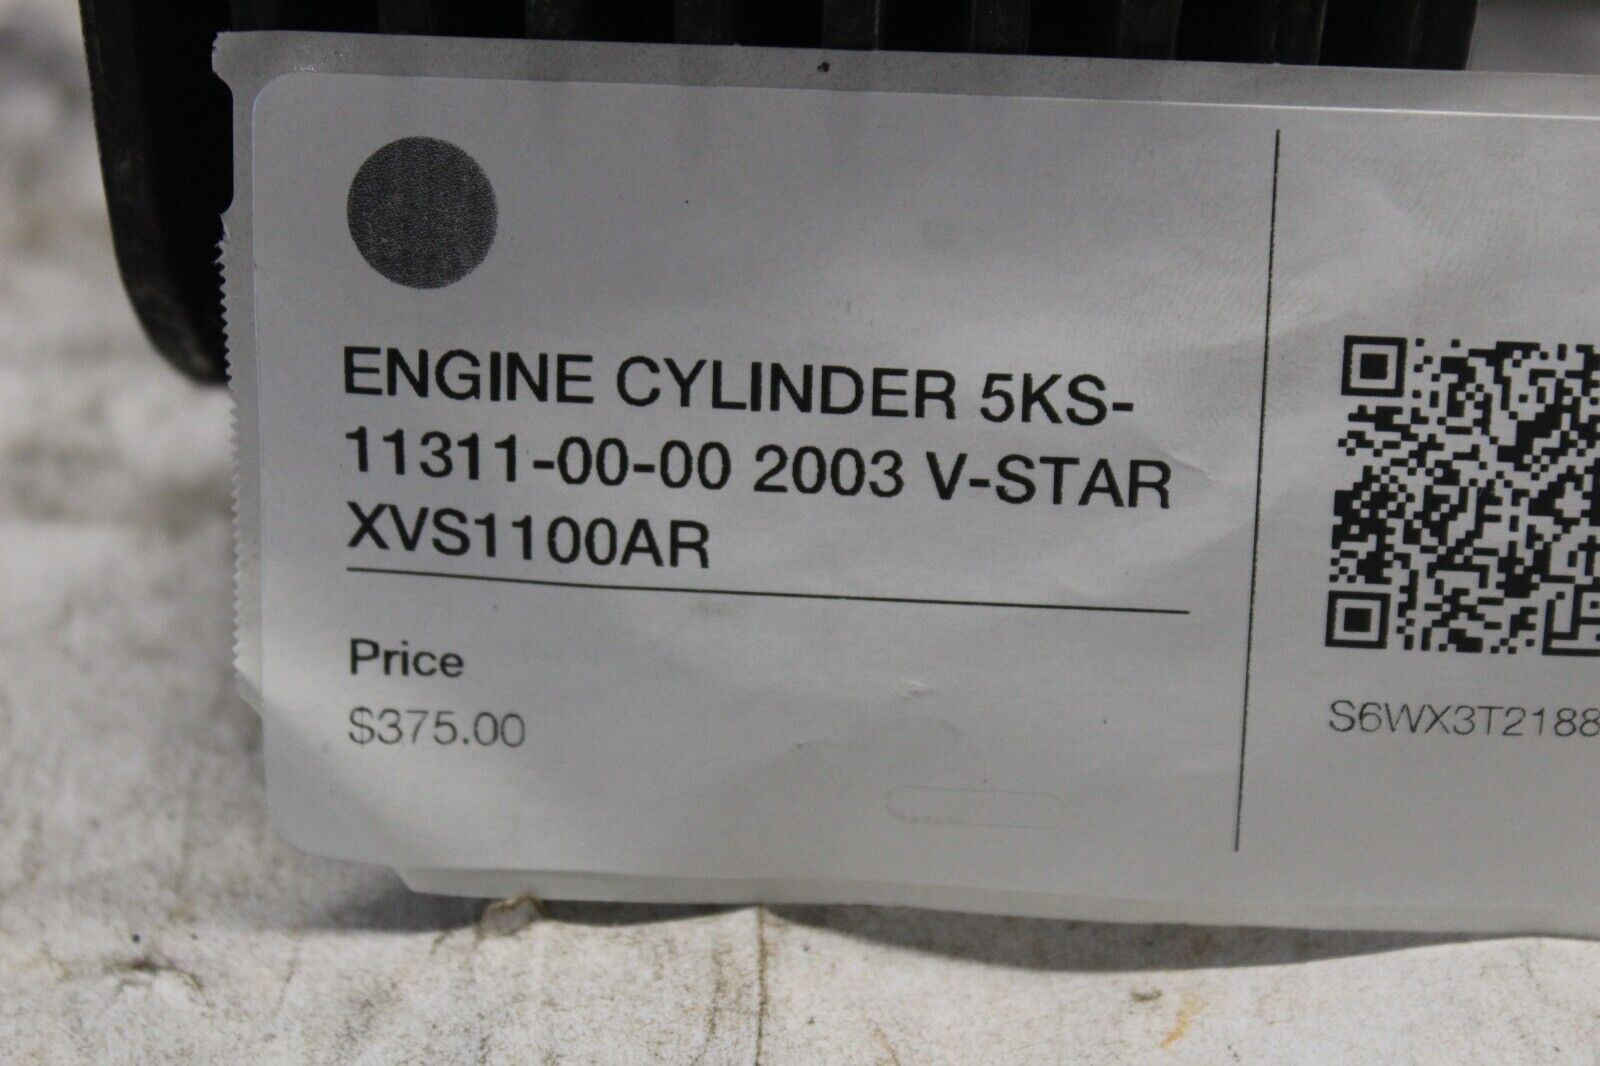 ENGINE CYLINDER 5KS-
11311-00-00 2003 V-STAR
XVS1100AR
Price
$375.00
S6WX3T2188